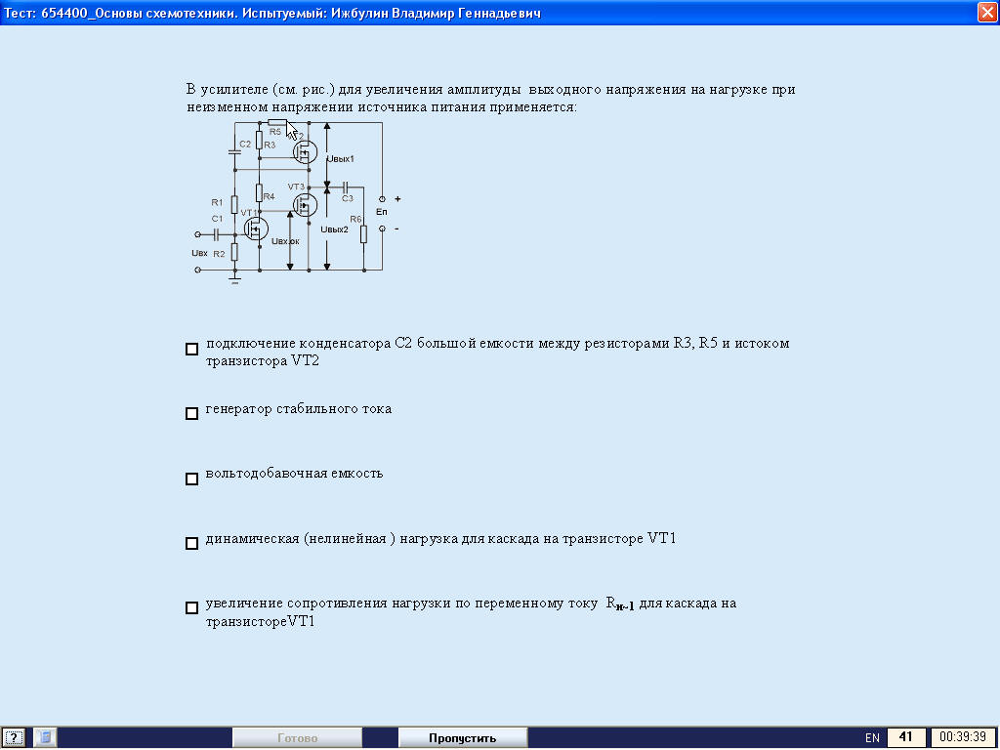 Тест: 654400_Основы схемотехники. Испытуемый: Ижбулин Владимир Геннадьевич
В усилителе (см. рис.) для увеличения амплитуды выходного напряжения на нагрузке при
неизменном напряжении источника питания применяется:
R5
C2
R3
Uвых1
VT3
C3
+
R4
R1
VT1
Eп
C1
R6
Uвых2
-
Uвх.ок
Uвх
R2
подключение конденсатора С2 большой емкости между резисторами R3, R5 и истоком
транзистора VT2
генератор стабильного тока
вольтодобавочная емкость
динамическая (нелинейная ) нагрузка для каскада на транзисторе VT1
увеличение сопротивления нагрузки по переменному току Rн~1 для каскада на
транзистореVT1
?
Готово
Пропустить
EN
41
00:39:39